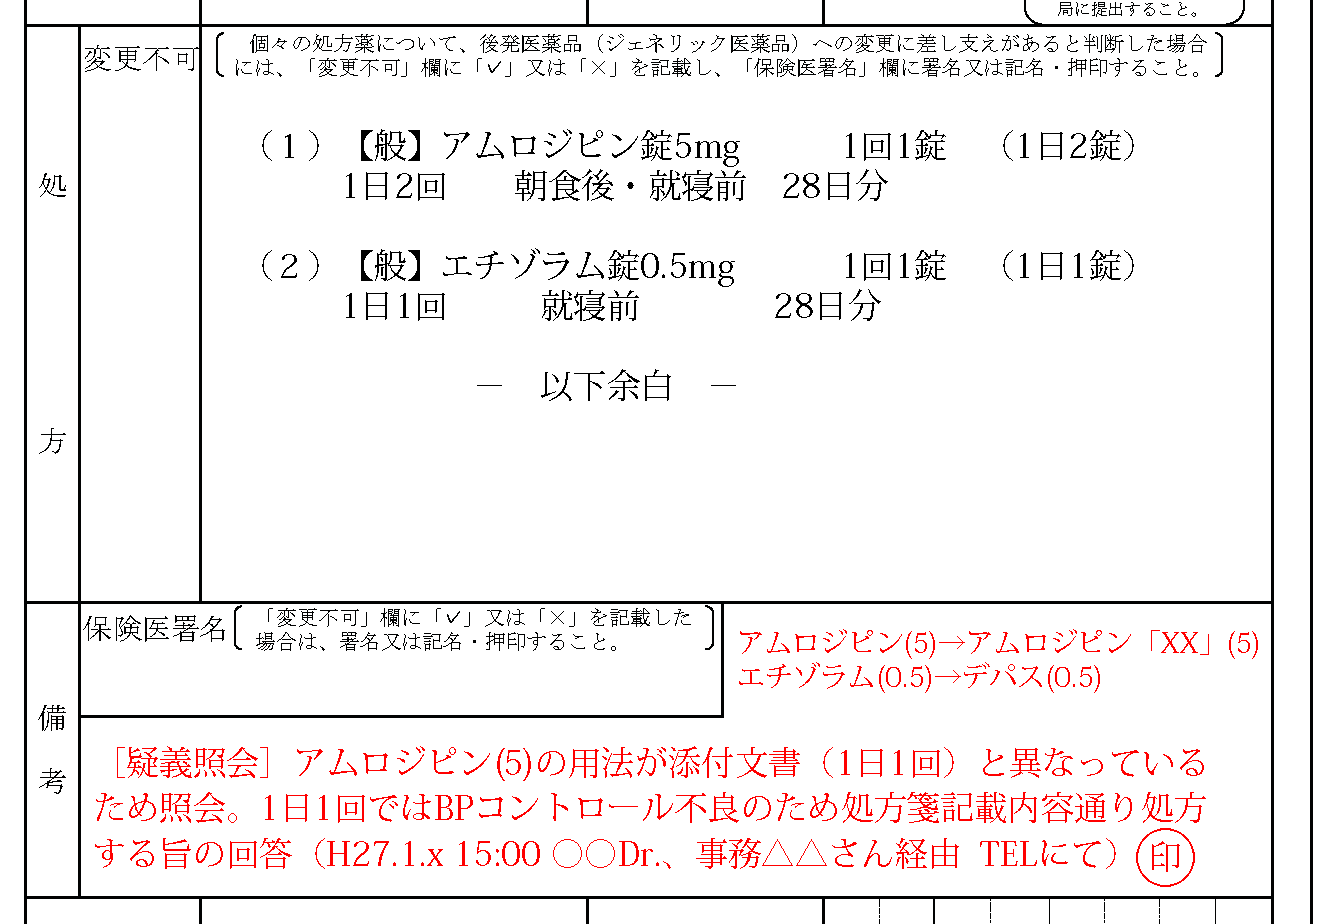 局に提出すること。
変更不可
個々の処方薬について、後発医薬品（ジェネリック医薬品）への変更に差し支えがあると判断した場合
には、「変更不可」欄に「✓」又は「×」を記載し、「保険医署名」欄に署名又は記名・押印すること。
処方
（１）【般】アムロジピン錠5mg 1回1錠 （1日2錠）
1日2回 朝食後・就寝前 28日分
（２）【般】エチゾラム錠0.5mg 1回1錠 （1日1錠）
1日1回 就寝前 28日分
－ 以下余白 －
備考
保険医署名
「変更不可」欄に「✓」又は「×」を記載した
場合は、署名又は記名・押印すること。
アムロジピン(5)→アムロジピン「XX」(5)
エチゾラム(0.5)→デパス(0.5)
［疑義照会］アムロジピン(5)の用法が添付文書（1日1回）と異なっている
ため照会。1日1回ではBPコントロール不良のため処方箋記載内容通り処方
する旨の回答（H27.1.x 15:00 〇〇Dr.、事務△△さん経由 TELにて）印